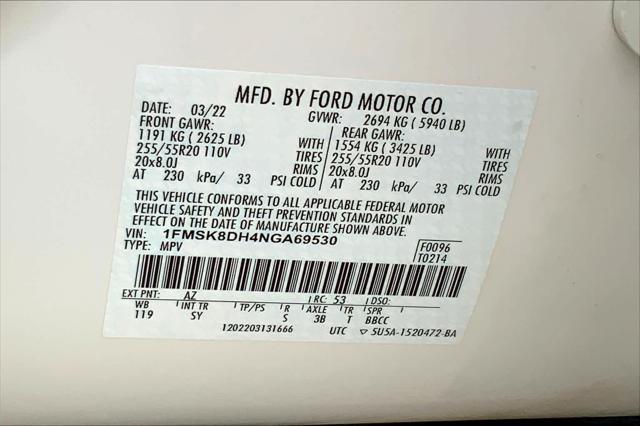 MFD. BY FORD MOTOR CO.
DATE: 03/22 GVWR: 2694 KG ( 5940 LB)
FRONT GAWR: REAR GAWR:
1191 KG ( 2625 LB) WITH 1554 KG ( 3425 LB) WITH
255/55R20 110V TIRES 255/55R20 110V TIRES
20x8.0J RIMS 20x8.0J RIMS
AT 230 kPa/ 33 PSI COLD AT 230 kPa/ 33 PSI COLD
THIS VEHICLE CONFORMS TO ALL APPLICABLE FEDERAL MOTOR
VEHICLE SAFETY AND THEFT PREVENTION STANDARDS IN
EFFECT ON THE DATE OF MANUFACTURE SHOWN ABOVE.
VIN: 1FMSK8DH4NGA69530 F0096
TYPE: MPV T0214
EXT PNT: AZ RC: 53 DSO:
WB INT TR TP/PS R AXLE TR SPR
119 SY S 3B T BBCC
1202203131666 UTC ▽ 5U5A-1520472-BA